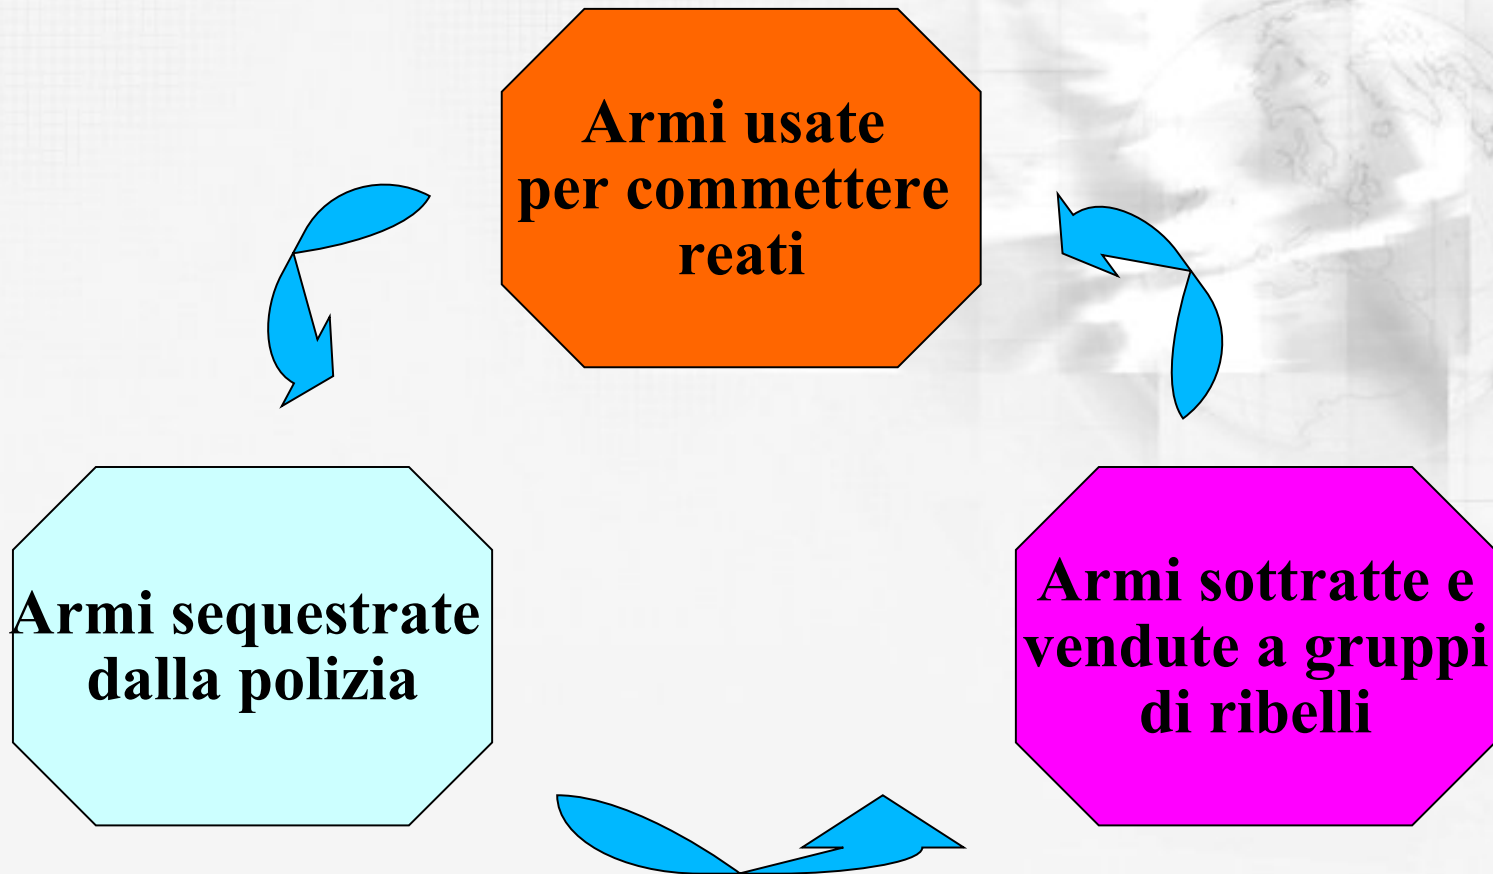 Armi usate
per commettere
reati
Armi sequestrate
dalla polizia
Armi sottratte e
vendute a gruppi
di ribelli